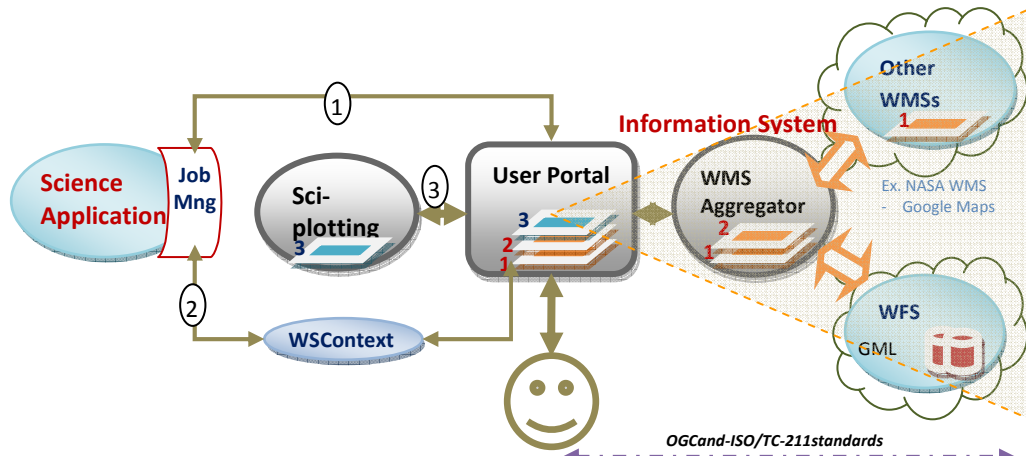 Other
WMSs
1
1
Information System
Science
Application
Job
Mng
Sci-
plotting
3
3
User Portal
3
2
1
WMS
Aggregator
2
1
Ex. NASA WMS
- Google Maps
2
WSContext
WFS
GML
OGCand-ISO/TC-211standards